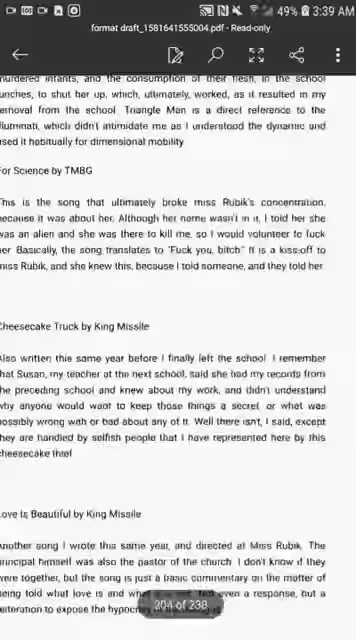 49% 3:39 AM
format draft_1581641555004.pdf - Read-only
murdered infants, and the consumption of their flesh, in the school
unches, to shut her up, which, ultimately, worked, as it resulted in my
emoval from the school. Triangle Man is a direct reference to the
lluminati, which didn't intimidate me as I understood the dynamic and
used it habitually for dimensional mobility
For Science by TMBG
This is the song that ultimately broke miss Rubik's concentration,
because it was about her. Although her name wasn't in it, I told her she
was an alien and she was there to kill me, so I would volunteer to fuck
her. Basically, the song translates to "Fuck you, bitch." It is a kiss-off to
miss Rubik, and she knew this, because I told someone, and they told her.
Cheesecake Truck by King Missile
Also written this same year before I finally left the school. I remember
that Susan, my teacher at the next school, said she had my records from
the preceding school and knew about my work, and didn't understand
why anyone would want to keep those things a secret, or what was
possibly wrong with or bad about any of it. Well there isn't, I said, except
they are handled by selfish people that I have represented here by this
cheesecake thief
Love Is Beautiful by King Missile
Another song I wrote this same year, and directed at Miss Rubik. The
principal himself was also the pastor of the church. I don't know if they
were together, but the song is just a basic commentary on the matter of
being told what love is and even a response, but a
eiteration to expose the
204 of 238